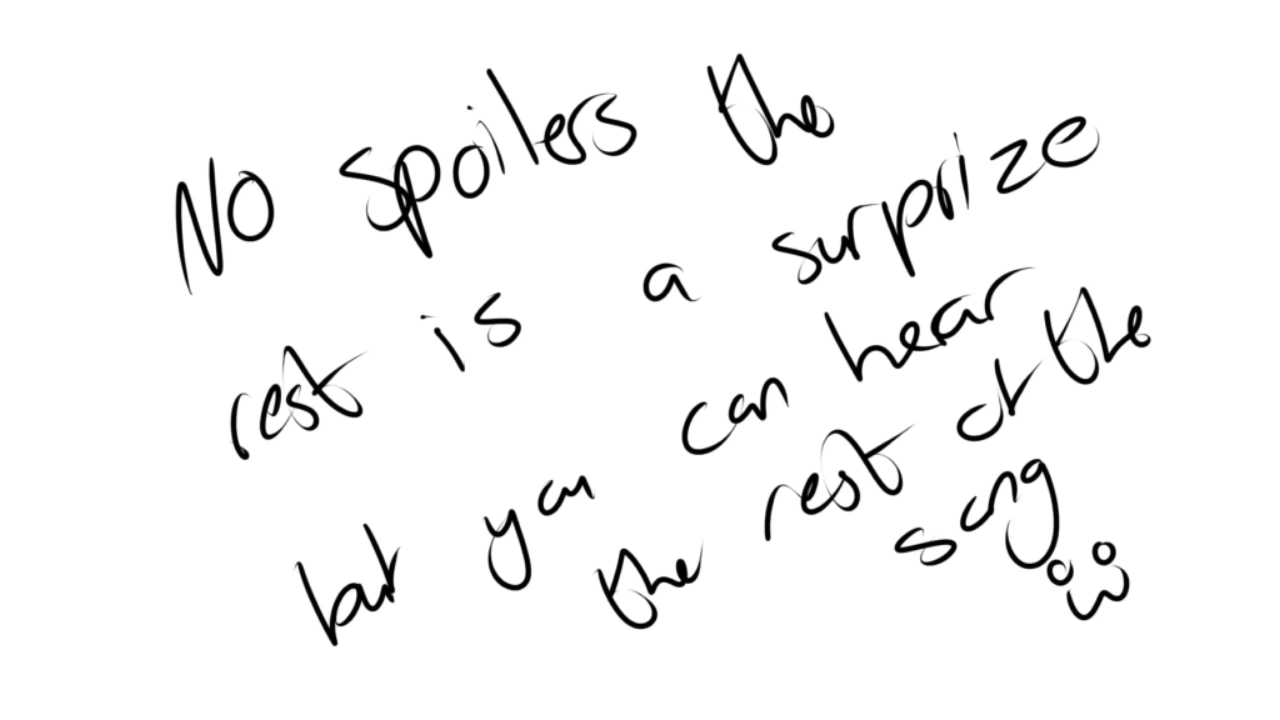 No spoilers the
rest is a surprize
but you can hear
the rest of the
song